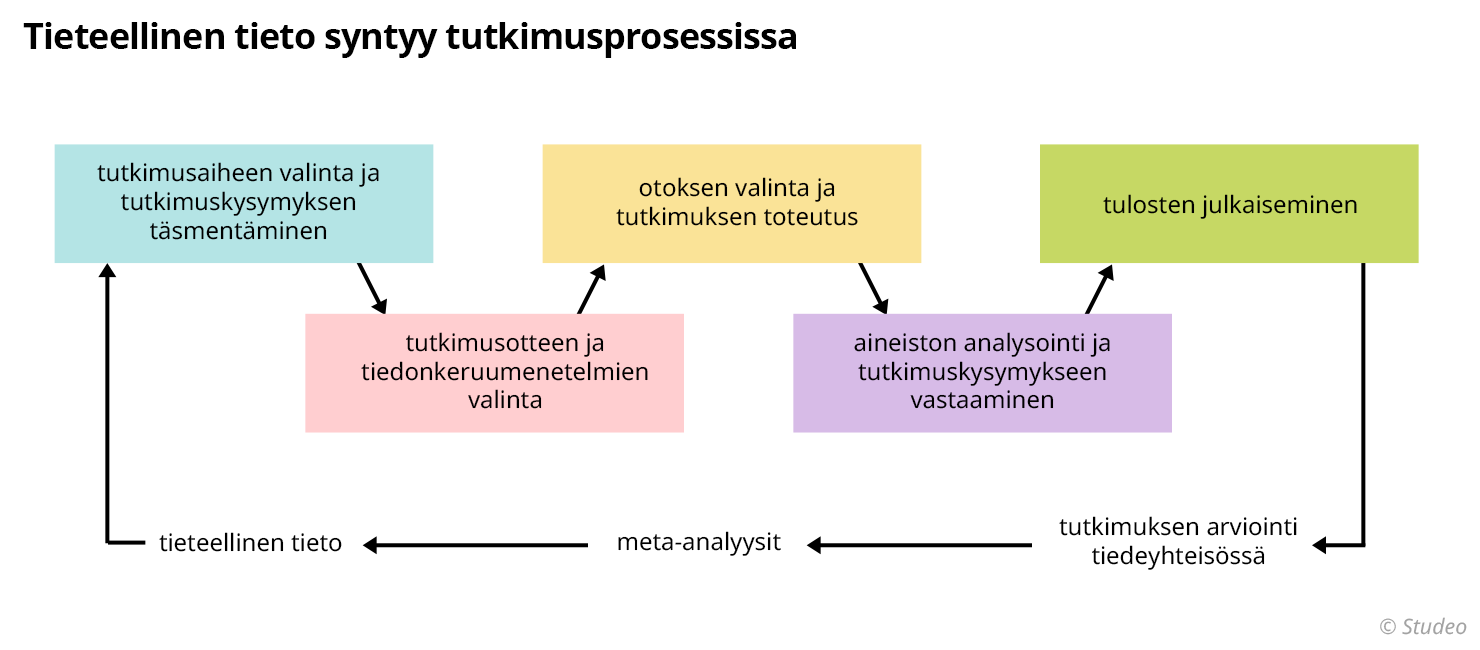 Tieteellinen tieto syntyy tutkimusprosessissa
tutkimusaiheen valinta ja
tutkimuskysymyksen
täsmentäminen
tutkimusotteen ja
tiedonkeruumenetelmien
valinta
otoksen valinta ja
tutkimuksen toteutus
aineiston analysointi ja
tutkimuskysymykseen
vastaaminen
tulosten julkaiseminen
tutkimuksen arviointi
tiedeyhteisössä
meta-analyysit
tieteellinen tieto
© Studeo